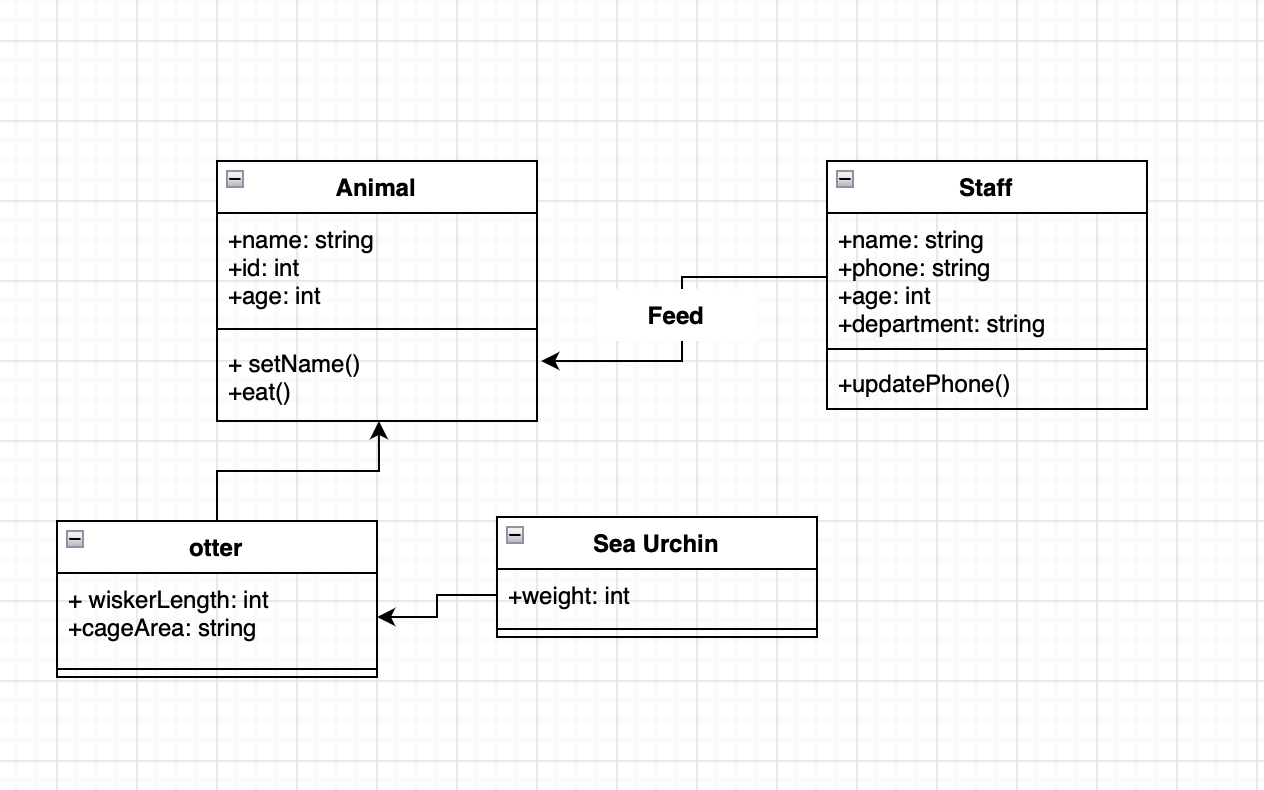 Animal
+name: string
+id: int
+age: int
+ setName()
+eat()
Feed
Staff
+name: string
+phone: string
+age: int
+department: string
+updatePhone()
otter
+ wiskerLength: int
+cageArea: string
Sea Urchin
+weight: int